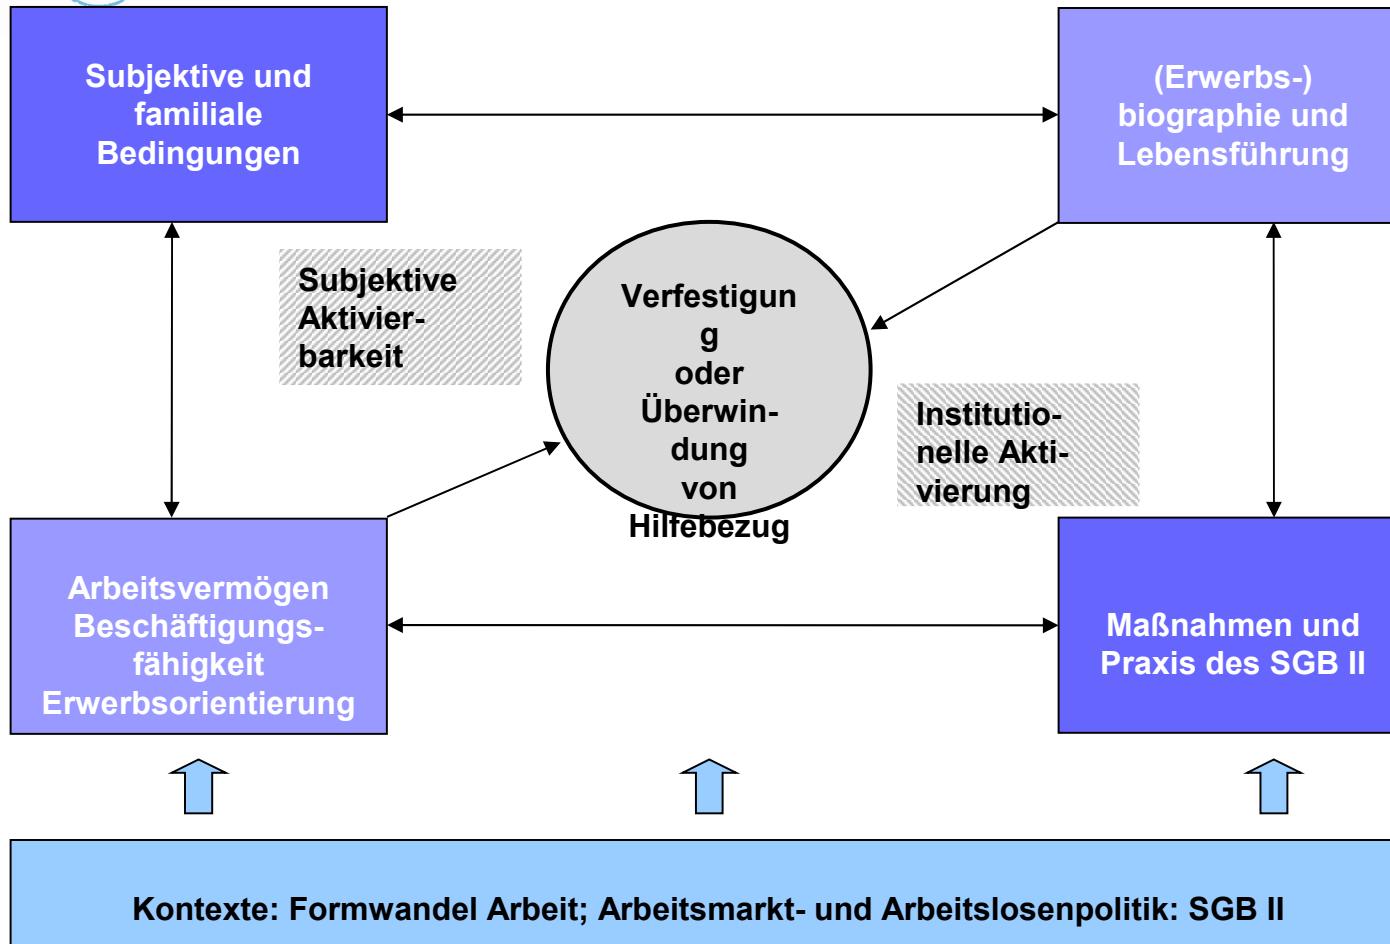 Subjektive und
familiale
Bedingungen
(Erwerbs-)
biographie und
Lebensführung
Subjektive
Aktivier-
barkeit
Verfestigun
g
oder
Überwin-
dung
von
Hilfebezug
Institutio-
nelle Akti-
vierung
Arbeitsvermögen
Beschäftigungs-
fähigkeit
Erwerbsorientierung
Maßnahmen und
Praxis des SGB II
Kontexte: Formwandel Arbeit; Arbeitsmarkt- und Arbeitslosenpolitik: SGB II